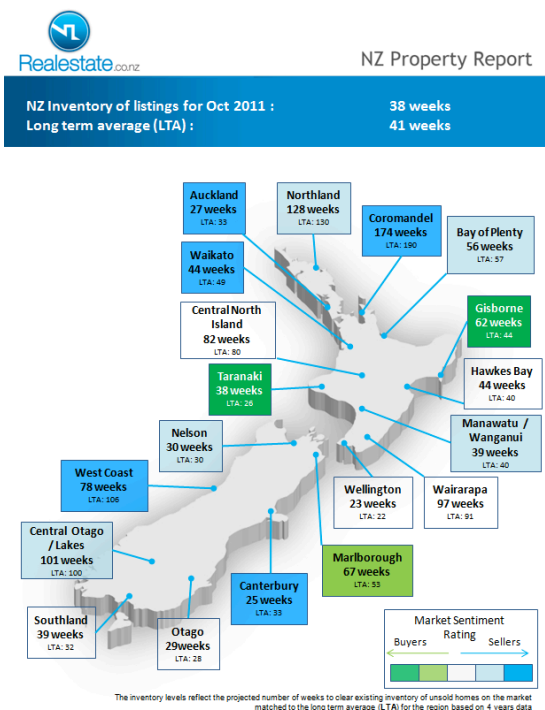 Realestate.co.nz
NZ Property Report
NZ Inventory of listings for Oct 2011 : 38 weeks
Long term average (LTA) : 41 weeks
Auckland
27 weeks
LTA: 33
Northland
128 weeks
LTA: 130
Coromandel
174 weeks
LTA: 190
Bay of Plenty
56 weeks
LTA: 57
Waikato
44 weeks
LTA: 49
Central North
Island
82 weeks
LTA: 80
Gisborne
62 weeks
LTA: 44
Taranaki
38 weeks
LTA: 26
Hawkes Bay
44 weeks
LTA: 40
Nelson
30 weeks
LTA: 30
Manawatu /
Wanganui
39 weeks
LTA: 40
West Coast
78 weeks
LTA: 106
Wellington
23 weeks
LTA: 22
Wairarapa
97 weeks
LTA: 91
Central Otago
/ Lakes
101 weeks
LTA: 100
Marlborough
67 weeks
LTA: 53
Canterbury
25 weeks
LTA: 33
Southland
39 weeks
LTA: 32
Otago
29weeks
LTA: 28
Market Sentiment
Rating
Buyers Sellers
The inventory levels reflect the projected number of weeks to clear existing inventory of unsold homes on the market
matched to the long term average (LTA) for the region based on 4 years data